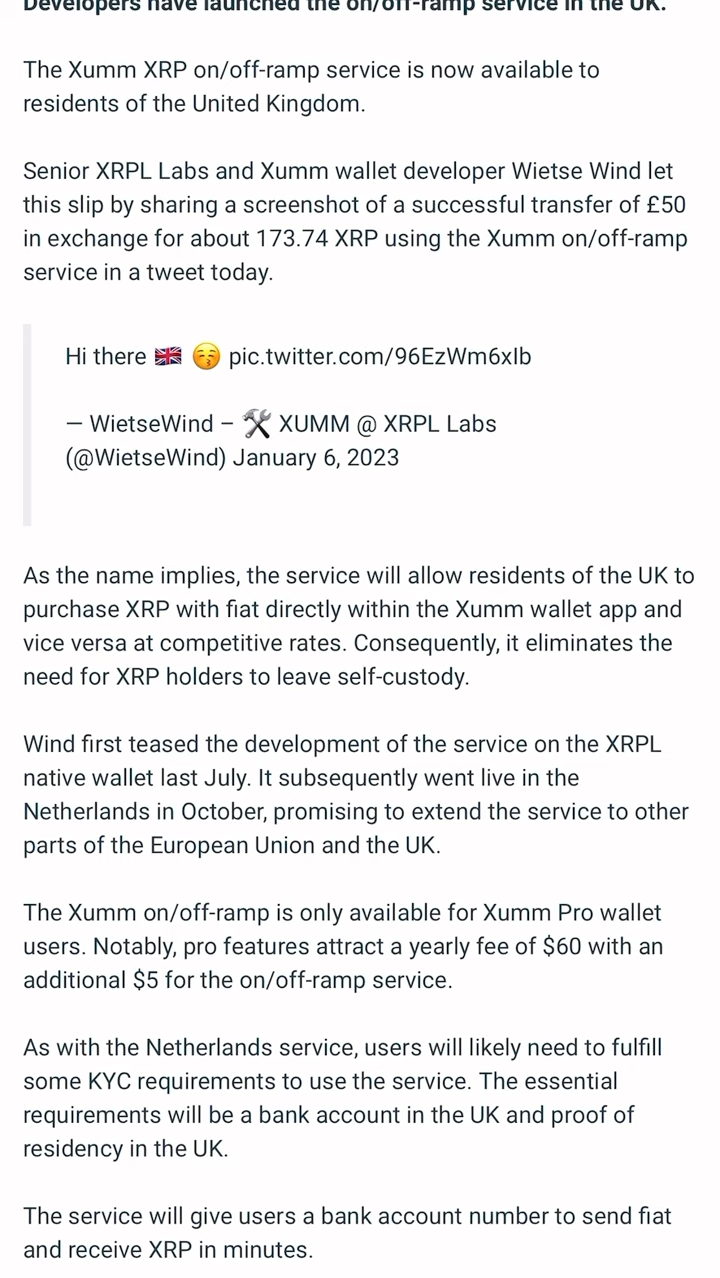 Developers have launched the on/off-ramp service in the UK.
The Xumm XRP on/off-ramp service is now available to
residents of the United Kingdom.
Senior XRPL Labs and Xumm wallet developer Wietse Wind let
this slip by sharing a screenshot of a successful transfer of £50
in exchange for about 173.74 XRP using the Xumm on/off-ramp
service in a tweet today.
Hi there 🇬🇧 😚 pic.twitter.com/96EzWm6xIb
— WietseWind – 🛠 XUMM @ XRPL Labs
(@WietseWind) January 6, 2023
As the name implies, the service will allow residents of the UK to
purchase XRP with fiat directly within the Xumm wallet app and
vice versa at competitive rates. Consequently, it eliminates the
need for XRP holders to leave self-custody.
Wind first teased the development of the service on the XRPL
native wallet last July. It subsequently went live in the
Netherlands in October, promising to extend the service to other
parts of the European Union and the UK.
The Xumm on/off-ramp is only available for Xumm Pro wallet
users. Notably, pro features attract a yearly fee of $60 with an
additional $5 for the on/off-ramp service.
As with the Netherlands service, users will likely need to fulfill
some KYC requirements to use the service. The essential
requirements will be a bank account in the UK and proof of
residency in the UK.
The service will give users a bank account number to send fiat
and receive XRP in minutes.